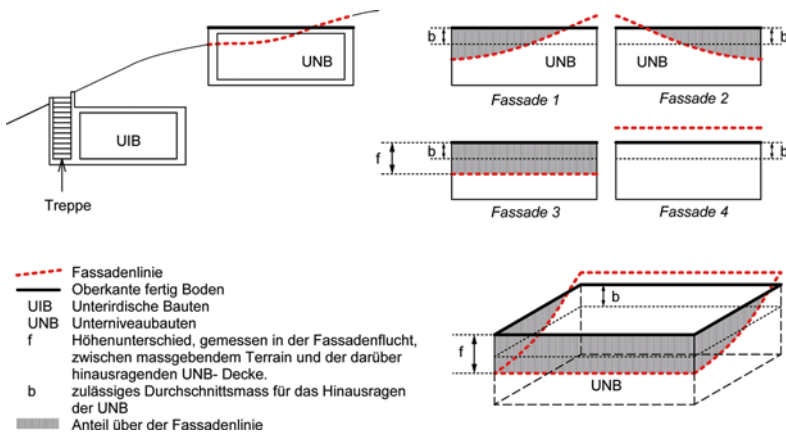 UNB
UIB
Treppe
b
UNB
b
Fassade 1
UNB
b
Fassade 2
f
b
Fassade 3
b
Fassade 4
Fassadenlinie
Oberkante fertig Boden
UIB Unterirdische Bauten
UNB Unterniveaubauten
f Höhenunterschied, gemessen in der Fassadenflucht,
zwischen massgebendem Terrain und der darüber
hinausragenden UNB- Decke.
b zulässiges Durchschnittsmass für das Hinausragen
der UNB
Anteil über der Fassadenlinie
b
f
UNB